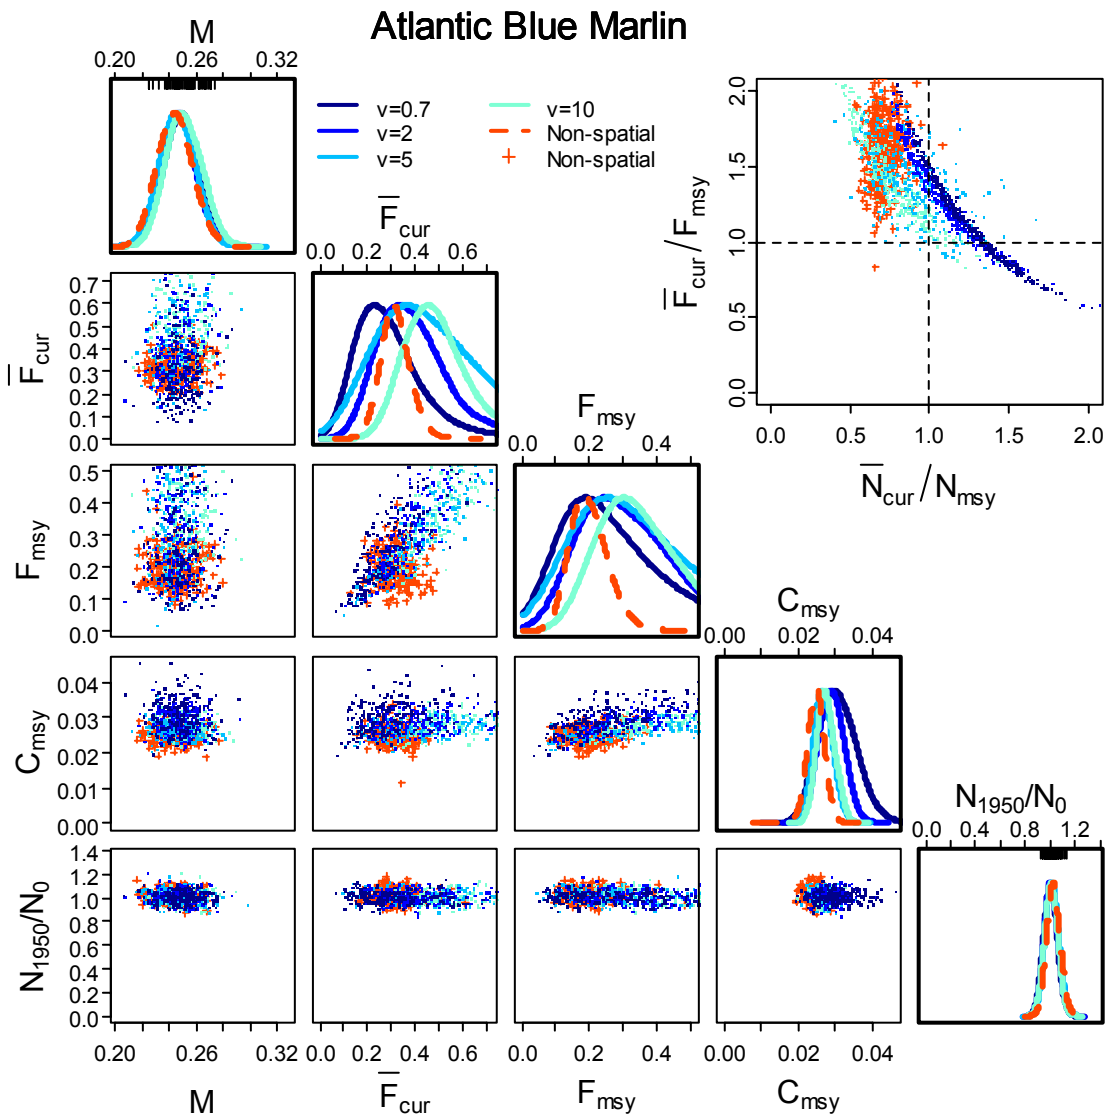 Atlantic Blue Marlin
M
0.20 0.26 0.32
v=0.7
v=2
v=5
v=10
Non-spatial
Non-spatial
2.0
1.5
1.0
0.5
0.0
F̅cur/Fmsy
0.0 0.5 1.0 1.5 2.0
N̅cur/Nmsy
F̅cur
0.0 0.2 0.4 0.6
F̅cur
0.7
0.6
0.5
0.4
0.3
0.2
0.1
0.0
Fmsy
0.0 0.2 0.4
Fmsy
0.5
0.4
0.3
0.2
0.1
0.0
Cmsy
0.00 0.02 0.04
Cmsy
0.04
0.03
0.02
0.01
0.00
N1950/N0
0.0 0.4 0.8 1.2
N1950/N0
1.4
1.2
1.0
0.8
0.6
0.4
0.2
0.0
0.20 0.26 0.32
0.0 0.2 0.4 0.6
0.0 0.2 0.4
0.00 0.02 0.04
M
F̅cur
Fmsy
Cmsy